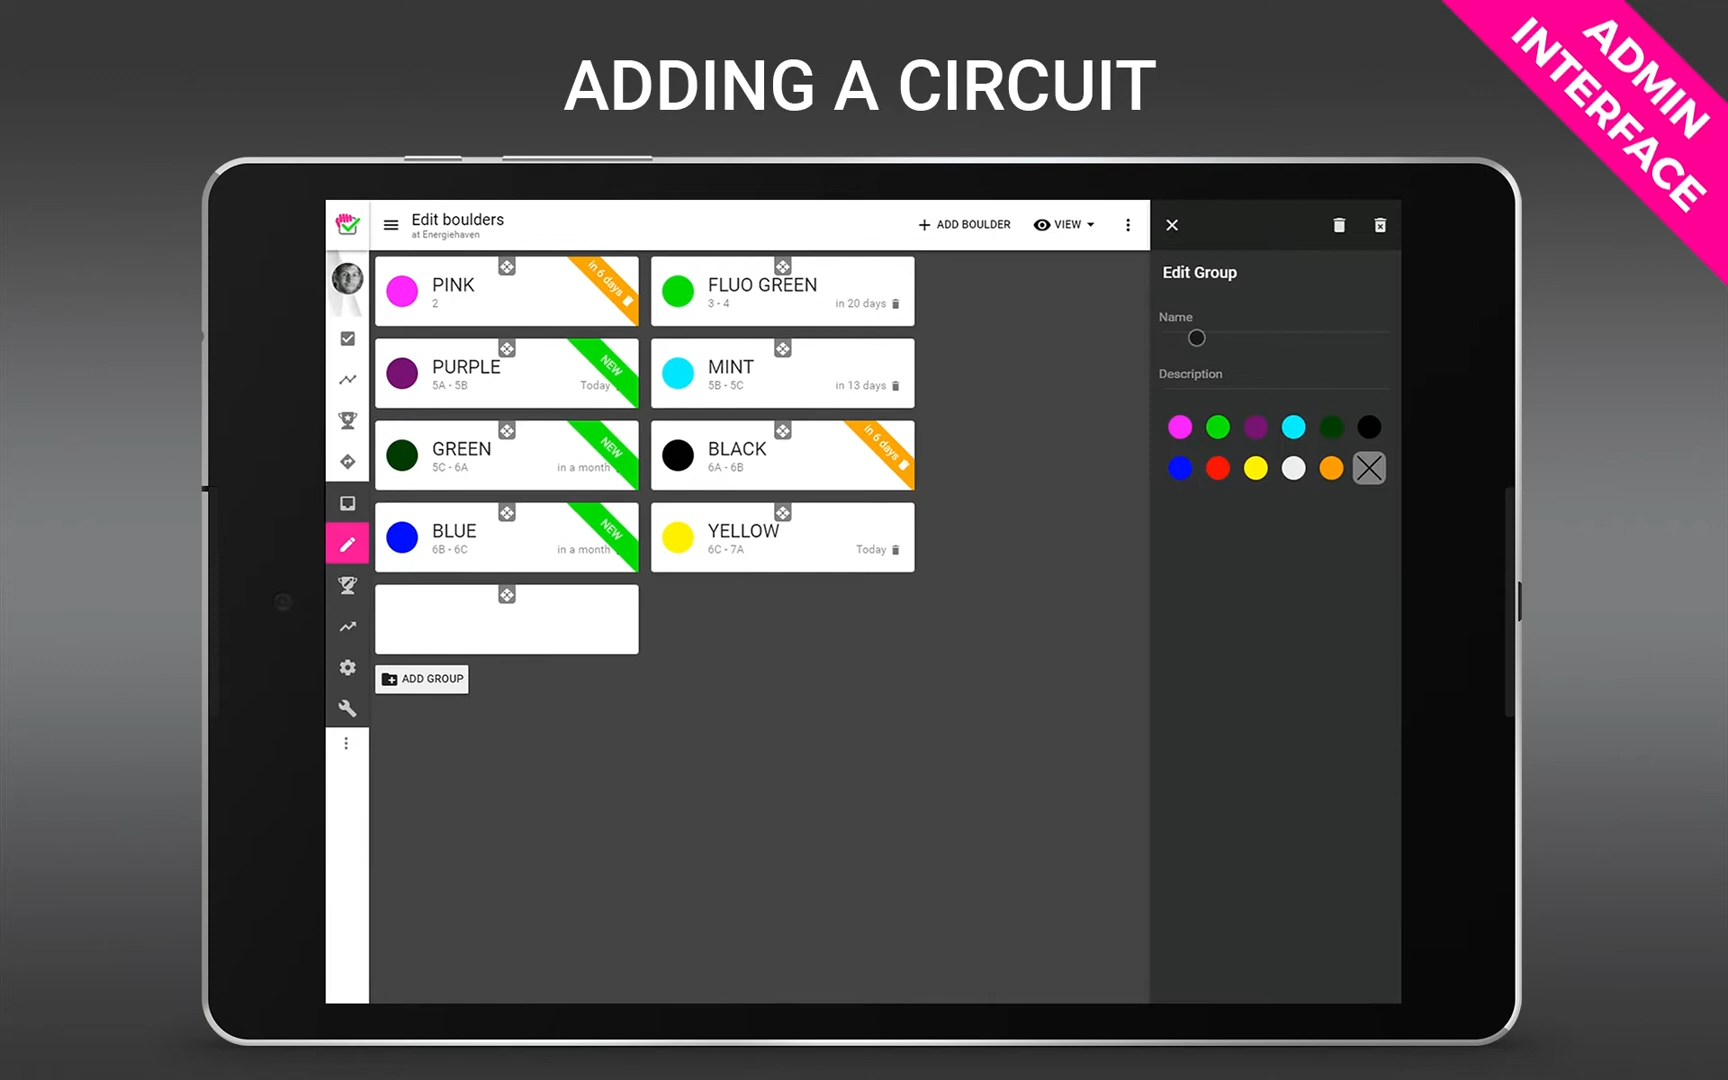 ADDING A CIRCUIT
ADMIN
INTERFACE
Edit boulders
at Energiehaven
ADD BOULDER
VIEW
PINK
2
in 6 days
FLUO GREEN
3 - 4
in 20 days
PURPLE
5A - 5B
Today
NEW
MINT
5B - 5C
in 13 days
GREEN
5C - 6A
in a month
NEW
BLACK
6A - 6B
in 6 days
BLUE
6B - 6C
in a month
NEW
YELLOW
6C - 7A
Today
ADD GROUP
Edit Group
Name
Description